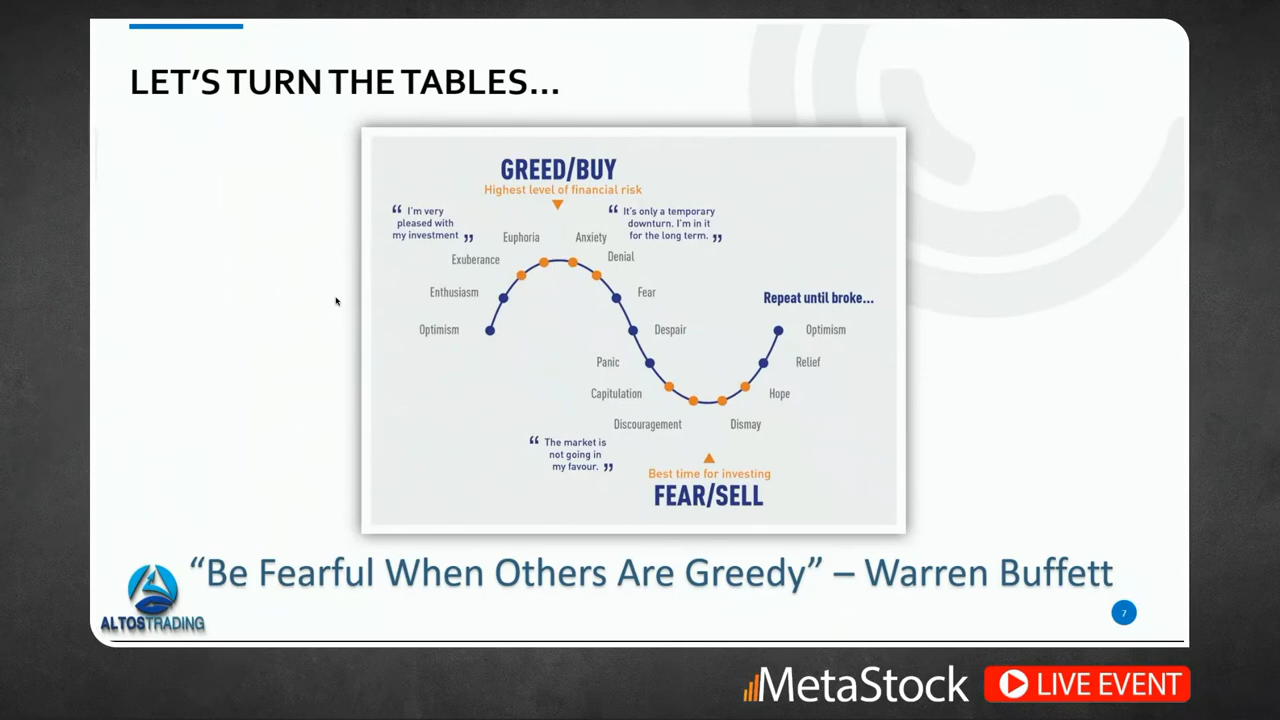 LET'S TURN THE TABLES...
GREED/BUY
Highest level of financial risk
“ I'm very
pleased with
my investment ”
“ It's only a temporary
downturn. I'm in it
for the long term. ”
Euphoria
Anxiety
Exuberance
Denial
Enthusiasm
Fear
Repeat until broke...
Optimism
Despair
Optimism
Panic
Relief
Capitulation
Hope
Discouragement
Dismay
“ The market is
not going in
my favour. ”
Best time for investing
FEAR/SELL
“Be Fearful When Others Are Greedy” – Warren Buffett
ALTOSTRADING
7
MetaStock
LIVE EVENT